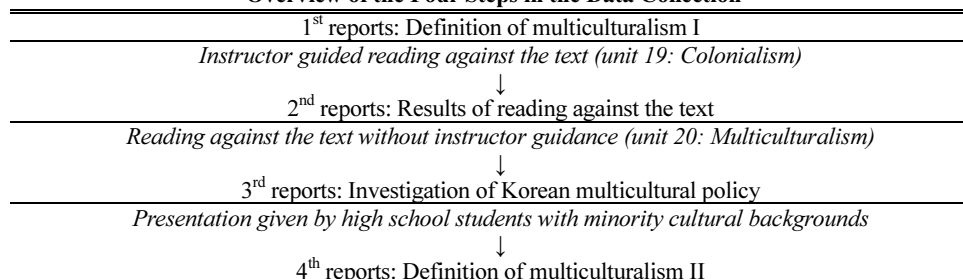 Overview of the Four Steps in the Data Collection
1st reports: Definition of multiculturalism I
Instructor guided reading against the text (unit 19: Colonialism)
↓
2nd reports: Results of reading against the text
Reading against the text without instructor guidance (unit 20: Multiculturalism)
↓
3rd reports: Investigation of Korean multicultural policy
Presentation given by high school students with minority cultural backgrounds
↓
4th reports: Definition of multiculturalism II